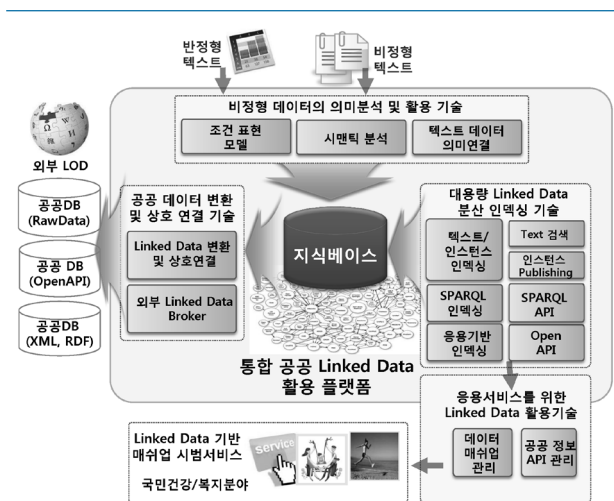 반정형
텍스트
비정형
텍스트
비정형 데이터의 의미분석 및 활용 기술
조건 표현
모델
시맨틱 분석
텍스트 데이터
의미연결
외부 LOD
공공DB
(RawData)
공공 DB
(OpenAPI)
공공DB
(XML, RDF)
공공 데이터 변환
및 상호 연결 기술
Linked Data 변환
및 상호연결
외부 Linked Data
Broker
지식베이스
대용량 Linked Data
분산 인덱싱 기술
텍스트/
인스턴스
인덱싱
Text 검색
인스턴스
Publishing
SPARQL
인덱싱
SPARQL
API
응용기반
인덱싱
Open
API
통합 공공 Linked Data
활용 플랫폼
응용서비스를 위한
Linked Data 활용기술
데이터
매쉬업
관리
공공 정보
API 관리
Linked Data 기반
매쉬업 시범서비스
국민건강/복지분야
service